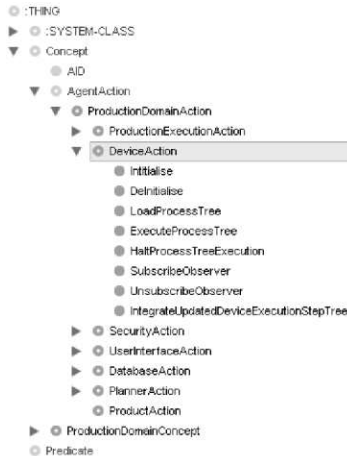 :THING
:SYSTEM-CLASS
Concept
AID
AgentAction
ProductionDomainAction
ProductionExecutionAction
DeviceAction
Intitialise
DeInitialise
LoadProcessTree
ExecuteProcessTree
HaltProcessTreeExecution
SubscribeObserver
UnsubscribeObserver
IntegrateUpdatedDeviceExecutionStepTree
SecurityAction
UserInterfaceAction
DatabaseAction
PlannerAction
ProductAction
ProductionDomainConcept
Predicate